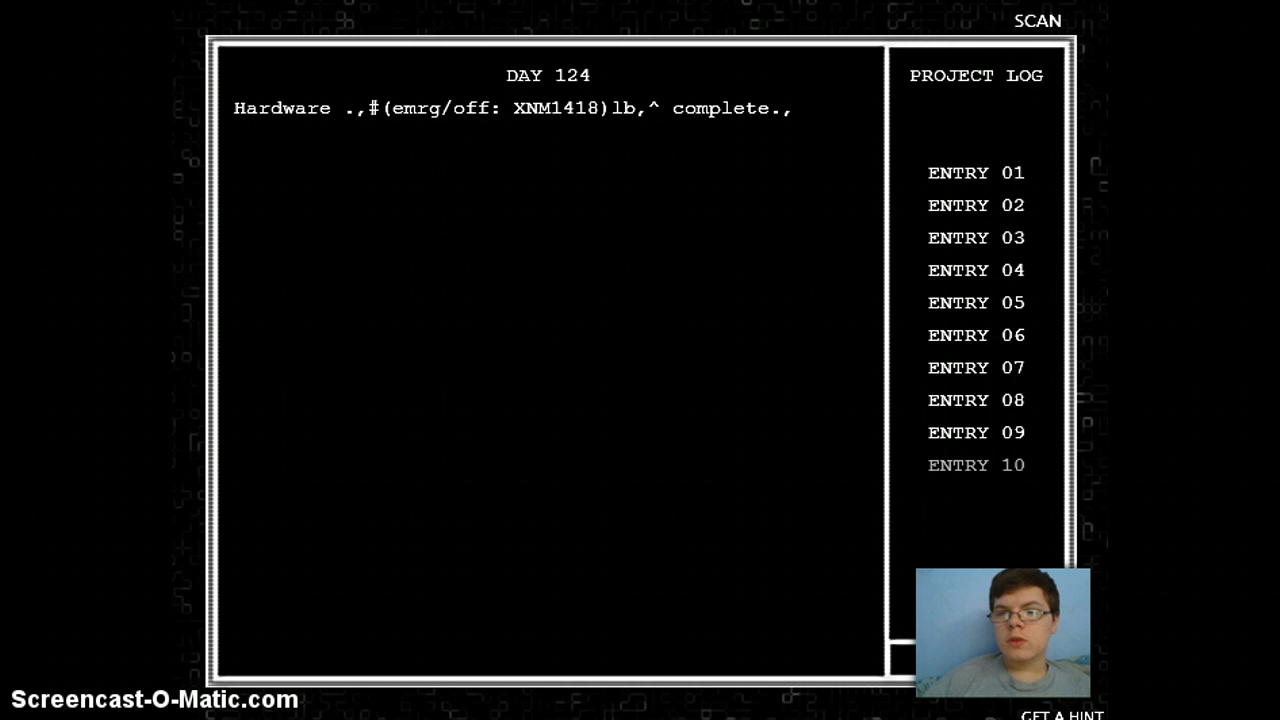 SCAN
DAY 124
Hardware .,#(emrg/off: XNM1418)lb,^ complete.,
PROJECT LOG
ENTRY 01
ENTRY 02
ENTRY 03
ENTRY 04
ENTRY 05
ENTRY 06
ENTRY 07
ENTRY 08
ENTRY 09
ENTRY 10
Screencast-O-Matic.com
GET A HINT